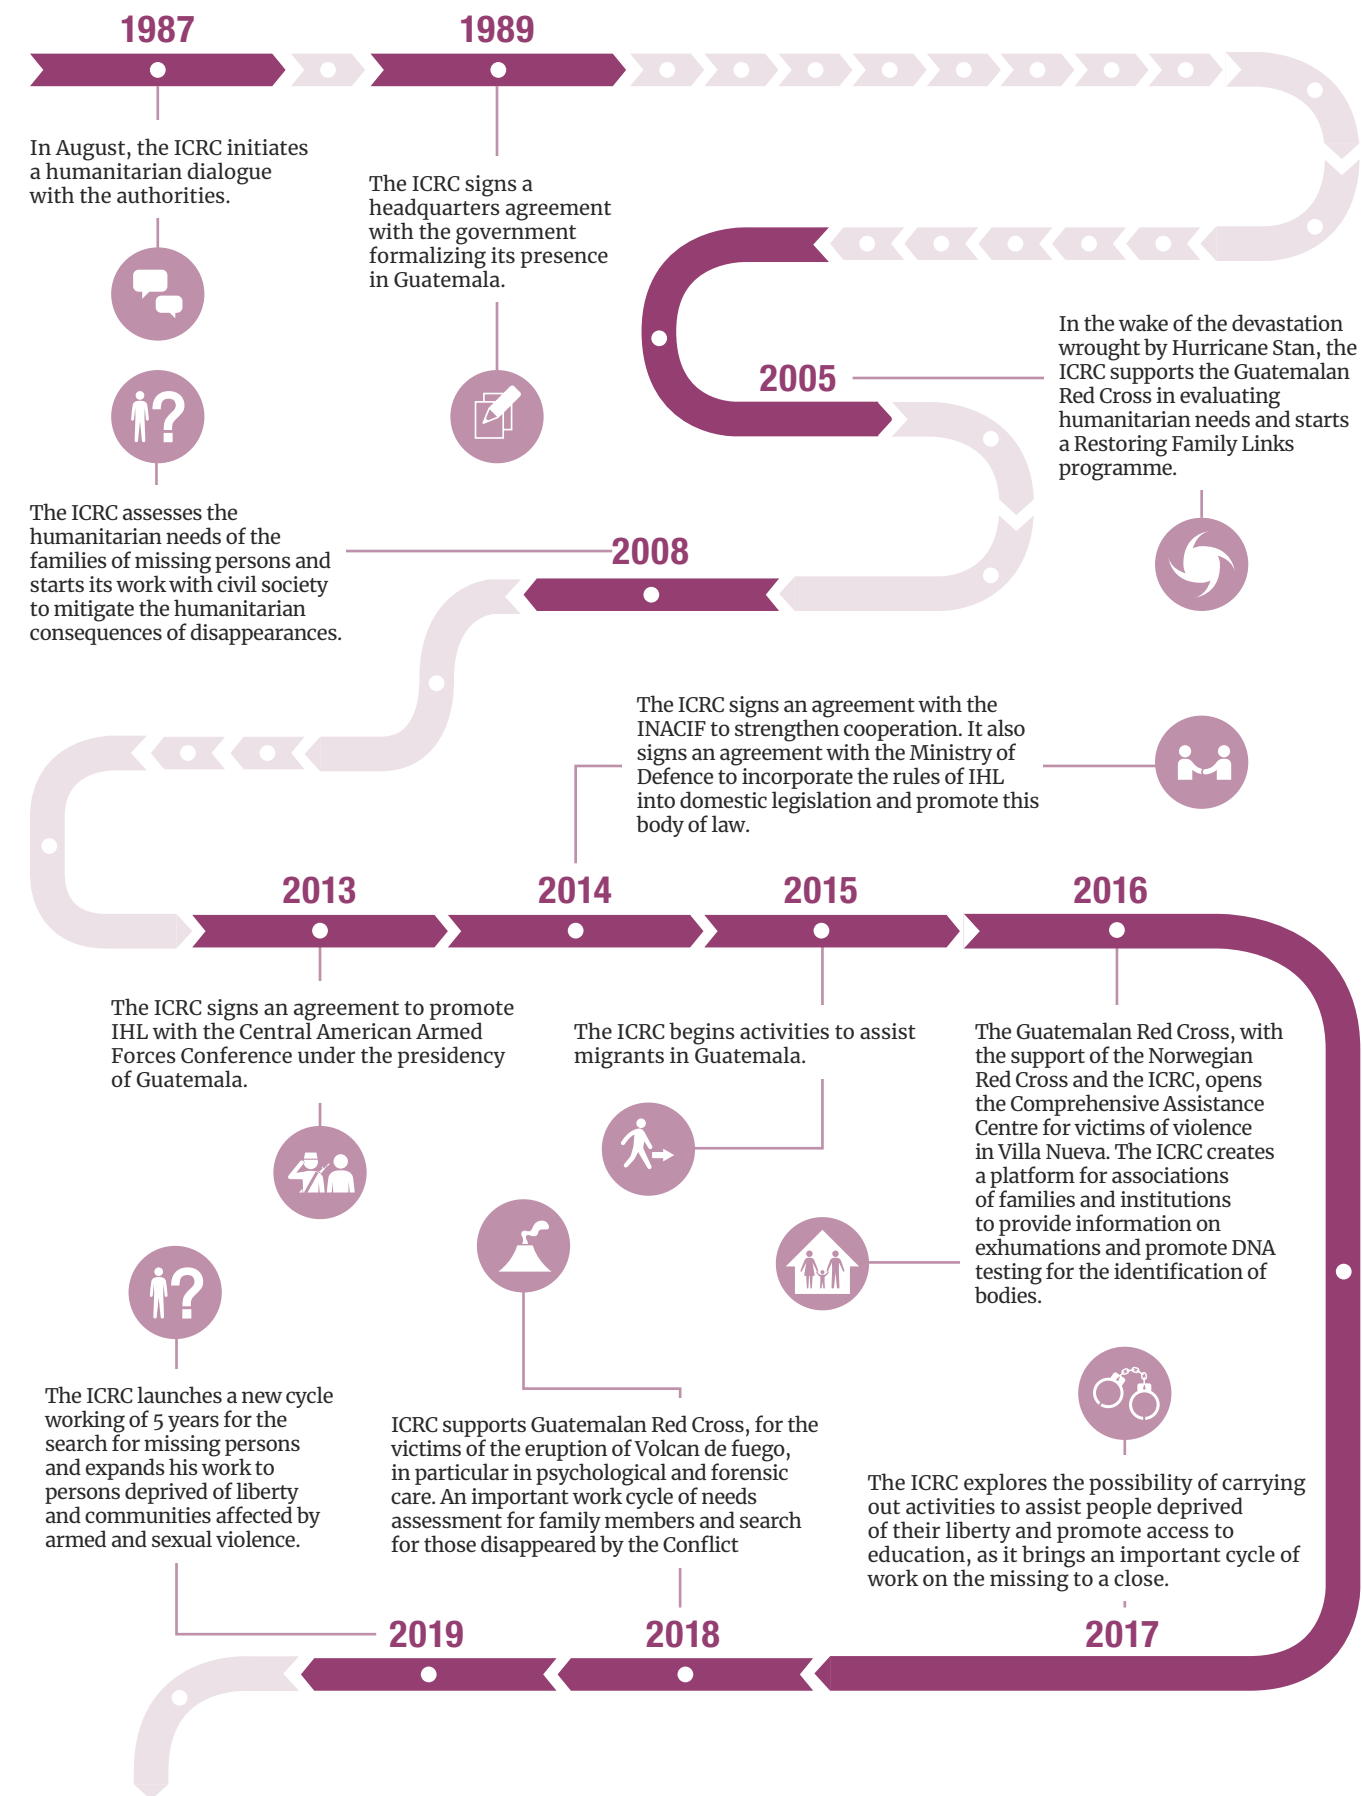 1987
In August, the ICRC initiates
a humanitarian dialogue
with the authorities.
1989
The ICRC signs a
headquarters agreement
with the government
formalizing its presence
in Guatemala.
2005
In the wake of the devastation
wrought by Hurricane Stan, the
ICRC supports the Guatemalan
Red Cross in evaluating
humanitarian needs and starts
a Restoring Family Links
programme.
2008
The ICRC assesses the
humanitarian needs of the
families of missing persons and
starts its work with civil society
to mitigate the humanitarian
consequences of disappearances.
2013
The ICRC signs an agreement to promote
IHL with the Central American Armed
Forces Conference under the presidency
of Guatemala.
2014
The ICRC signs an agreement with the
INACIF to strengthen cooperation. It also
signs an agreement with the Ministry of
Defence to incorporate the rules of IHL
into domestic legislation and promote this
body of law.
2015
The ICRC begins activities to assist
migrants in Guatemala.
2016
The Guatemalan Red Cross, with
the support of the Norwegian
Red Cross and the ICRC, opens
the Comprehensive Assistance
Centre for victims of violence
in Villa Nueva. The ICRC creates
a platform for associations
of families and institutions
to provide information on
exhumations and promote DNA
testing for the identification of
bodies.
2017
The ICRC explores the possibility of carrying
out activities to assist people deprived
of their liberty and promote access to
education, as it brings an important cycle of
work on the missing to a close.
2018
ICRC supports Guatemalan Red Cross, for the
victims of the eruption of Volcan de fuego,
in particular in psychological and forensic
care. An important work cycle of needs
assessment for family members and search
for those disappeared by the Conflict
2019
The ICRC launches a new cycle
working of 5 years for the
search for missing persons
and expands his work to
persons deprived of liberty
and communities affected by
armed and sexual violence.